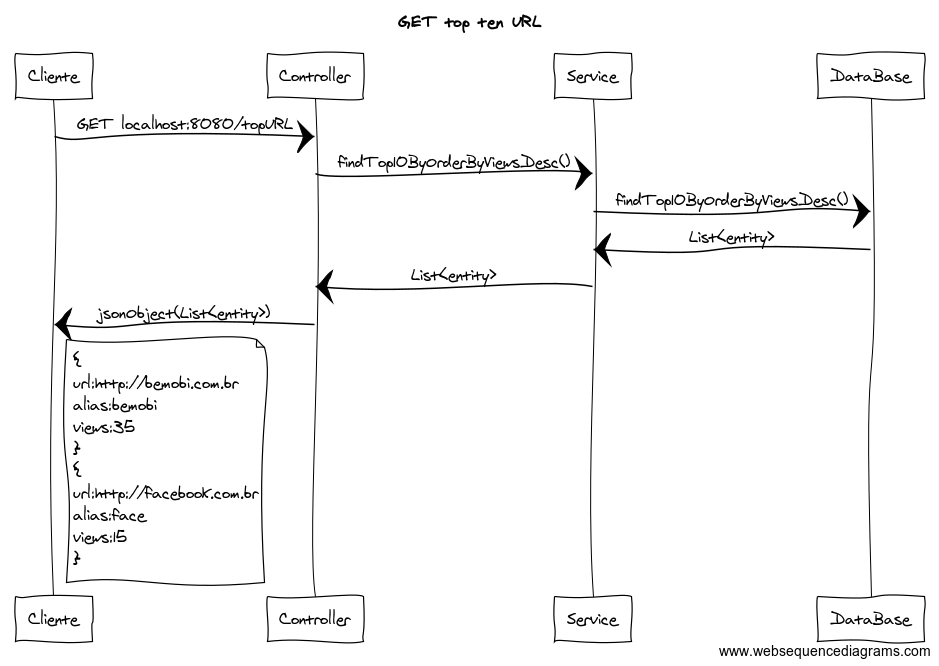 GET top ten URL
Cliente
Controller
Service
DataBase
GET localhost:8080/topURL
findTop10ByOrderByViewsDesc()
findTop10ByOrderByViewsDesc()
List<entity>
List<entity>
jsonObject(List<entity>)
{
url:http://bemobi.com.br
alias:bemobi
views:35
}
{
url:http://facebook.com.br
alias:face
views:15
}
Cliente
Controller
Service
DataBase
www.websequencediagrams.com